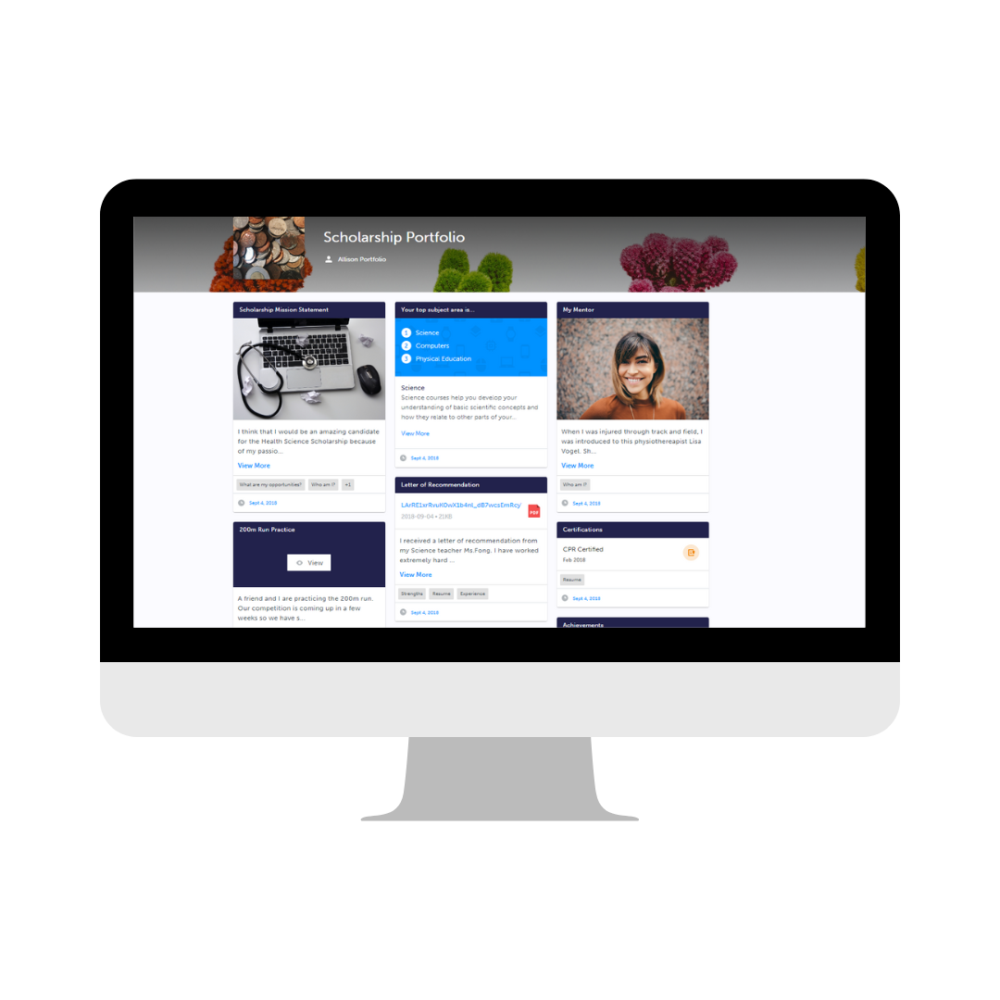 Scholarship Portfolio
Allison Portfolio
Scholarship Mission Statement
I think that I would be an amazing candidate
for the Health Science Scholarship because
of my passio...
View More
What are my opportunities?
Who am I?
+1
Sept 4, 2018
200m Run Practice
View
A friend and I are practicing the 200m run.
Our competition is coming up in a few
weeks so we have s...
Your top subject area is...
1 Science
2 Computers
3 Physical Education
Science
Science courses help you develop your
understanding of basic scientific concepts and
how they relate to other parts of your...
View More
Sept 4, 2018
Letter of Recommendation
2018-09-04 • 21KB
PDF
I received a letter of recommendation from
my Science teacher Ms.Fong. I have worked
extremely hard ...
View More
Strengths
Resume
Experience
Sept 4, 2018
My Mentor
When I was injured through track and field, I
was introduced to this physiothereapist Lisa
Vogel. Sh...
View More
Who am I?
Sept 4, 2018
Certifications
CPR Certified
Feb 2018
Resume
Sept 4, 2018
Achievements